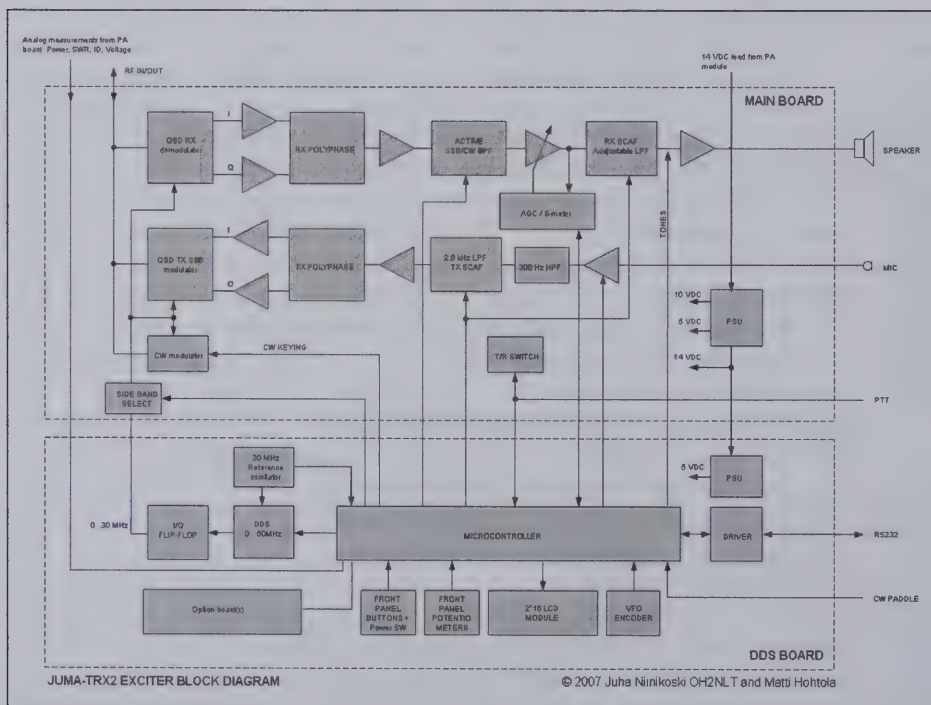 Analog measurements from PA
board Power, SWR, ID, Voltage
RF IN/OUT
14 VDC feed from PA
module
MAIN BOARD
QSD RX
demodulator
I
Q
RX POLYPHASE
ACTIVE
SSB/CW BPF
RX SCAF
Adjustable LPF
SPEAKER
AGC / S-meter
TONES
QSD TX SSB
modulator
I
Q
TX POLYPHASE
LPF
TX SCAF
300 Hz HPF
MIC
10 VDC
5 VDC
PSU
14 VDC
CW modulator
CW KEYING
T/R SWITCH
SIDE BAND
SELECT
PTT
30 MHz
Reference
oscillator
5 VDC
PSU
0..30 MHz
I/Q
FLIP-FLOP
DDS
0 60MHz
MICROCONTROLLER
DRIVER
RS232
Option board(s)
FRONT
PANEL
BUTTONS +
Power SW
FRONT
PANEL
POTENTIO
METERS
2*16 LCD
MODULE
VFO
ENCODER
CW PADDLE
DDS BOARD
JUMA-TRX2 EXCITER BLOCK DIAGRAM
© 2007 Juha Niinikoski OH2NLT and Matti Hohtola